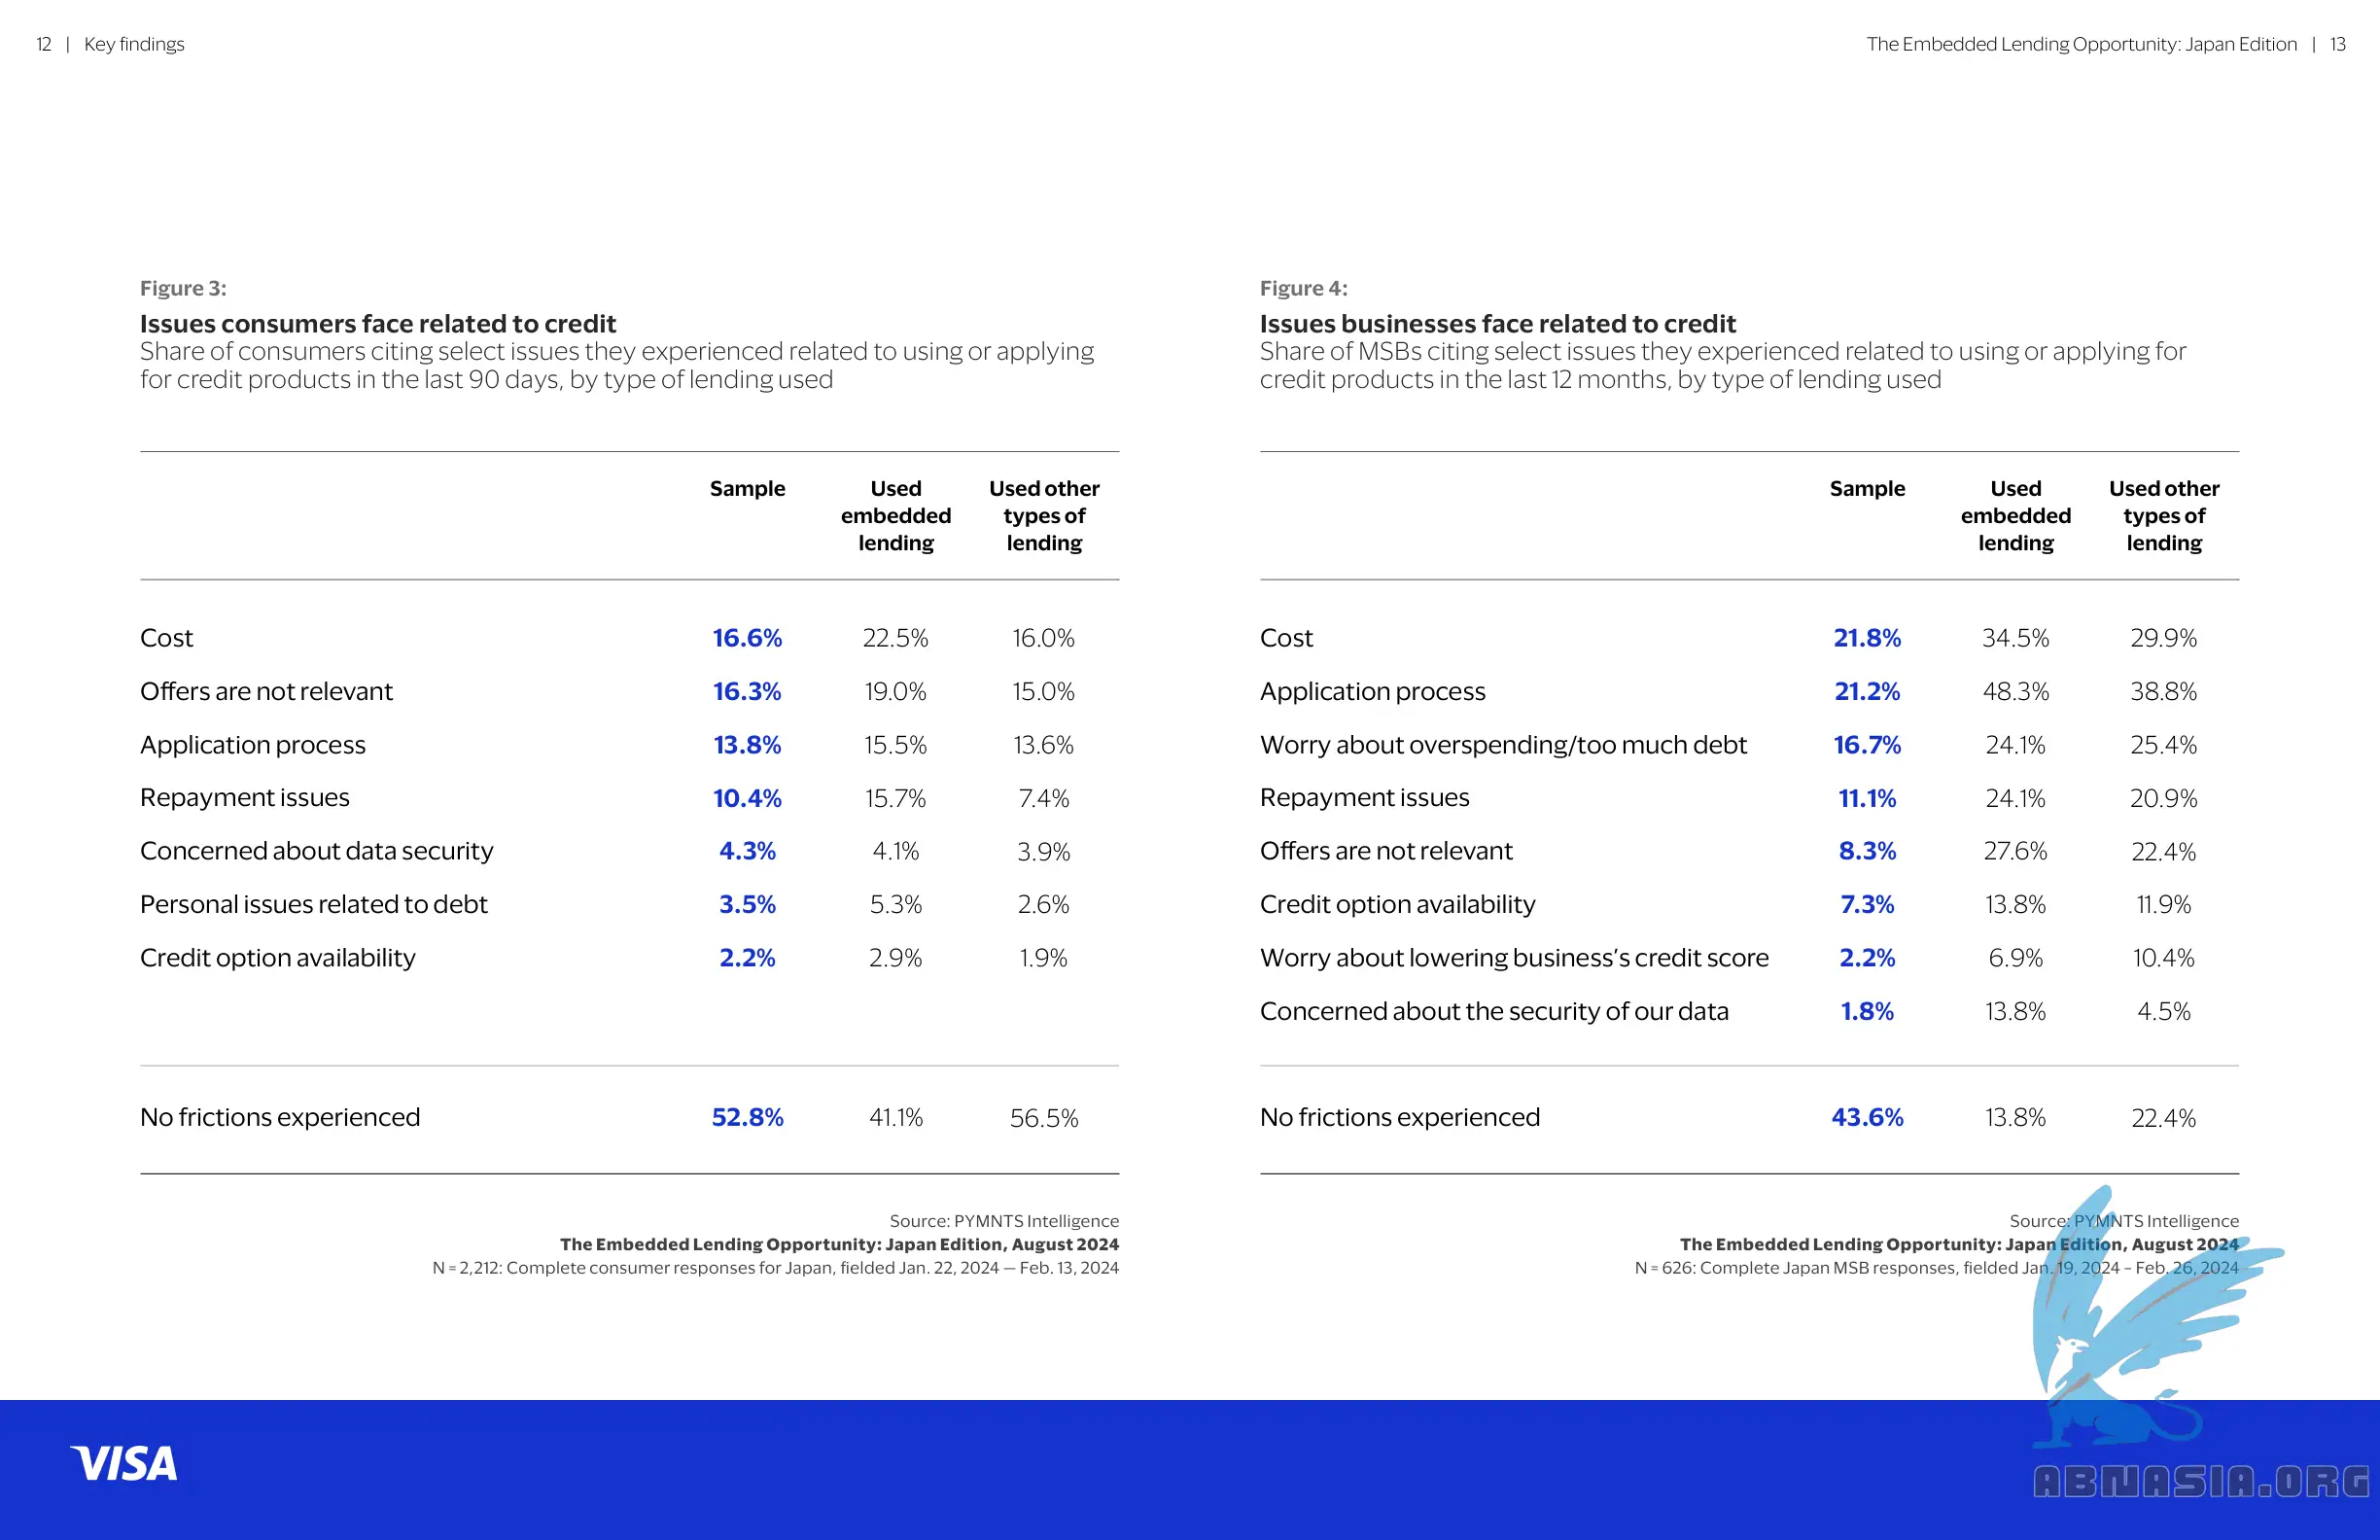 12 | Key findings
The Embedded Lending Opportunity: Japan Edition | 13
Figure 3:
Issues consumers face related to credit
Share of consumers citing select issues they experienced related to using or applying
for credit products in the last 90 days, by type of lending used
Sample Used embedded lending Used other types of lending
Cost 16.6% 22.5% 16.0%
Offers are not relevant 16.3% 19.0% 15.0%
Application process 13.8% 15.5% 13.6%
Repayment issues 10.4% 15.7% 7.4%
Concerned about data security 4.3% 4.1% 3.9%
Personal issues related to debt 3.5% 5.3% 2.6%
Credit option availability 2.2% 2.9% 1.9%
No frictions experienced 52.8% 41.1% 56.5%
Source: PYMNTS Intelligence
The Embedded Lending Opportunity: Japan Edition, August 2024
N = 2,212: Complete consumer responses for Japan, fielded Jan. 22, 2024 — Feb. 13, 2024
Figure 4:
Issues businesses face related to credit
Share of MSBs citing select issues they experienced related to using or applying for
credit products in the last 12 months, by type of lending used
Sample Used embedded lending Used other types of lending
Cost 21.8% 34.5% 29.9%
Application process 21.2% 48.3% 38.8%
Worry about overspending/too much debt 16.7% 24.1% 25.4%
Repayment issues 11.1% 24.1% 20.9%
Offers are not relevant 8.3% 27.6% 22.4%
Credit option availability 7.3% 13.8% 11.9%
Worry about lowering business's credit score 2.2% 6.9% 10.4%
Concerned about the security of our data 1.8% 13.8% 4.5%
No frictions experienced 43.6% 13.8% 22.4%
Source: PYMNTS Intelligence
The Embedded Lending Opportunity: Japan Edition, August 2024
N = 626: Complete Japan MSB responses, fielded Jan. 19, 2024 – Feb. 26, 2024
VISA
ABNASIA.ORG